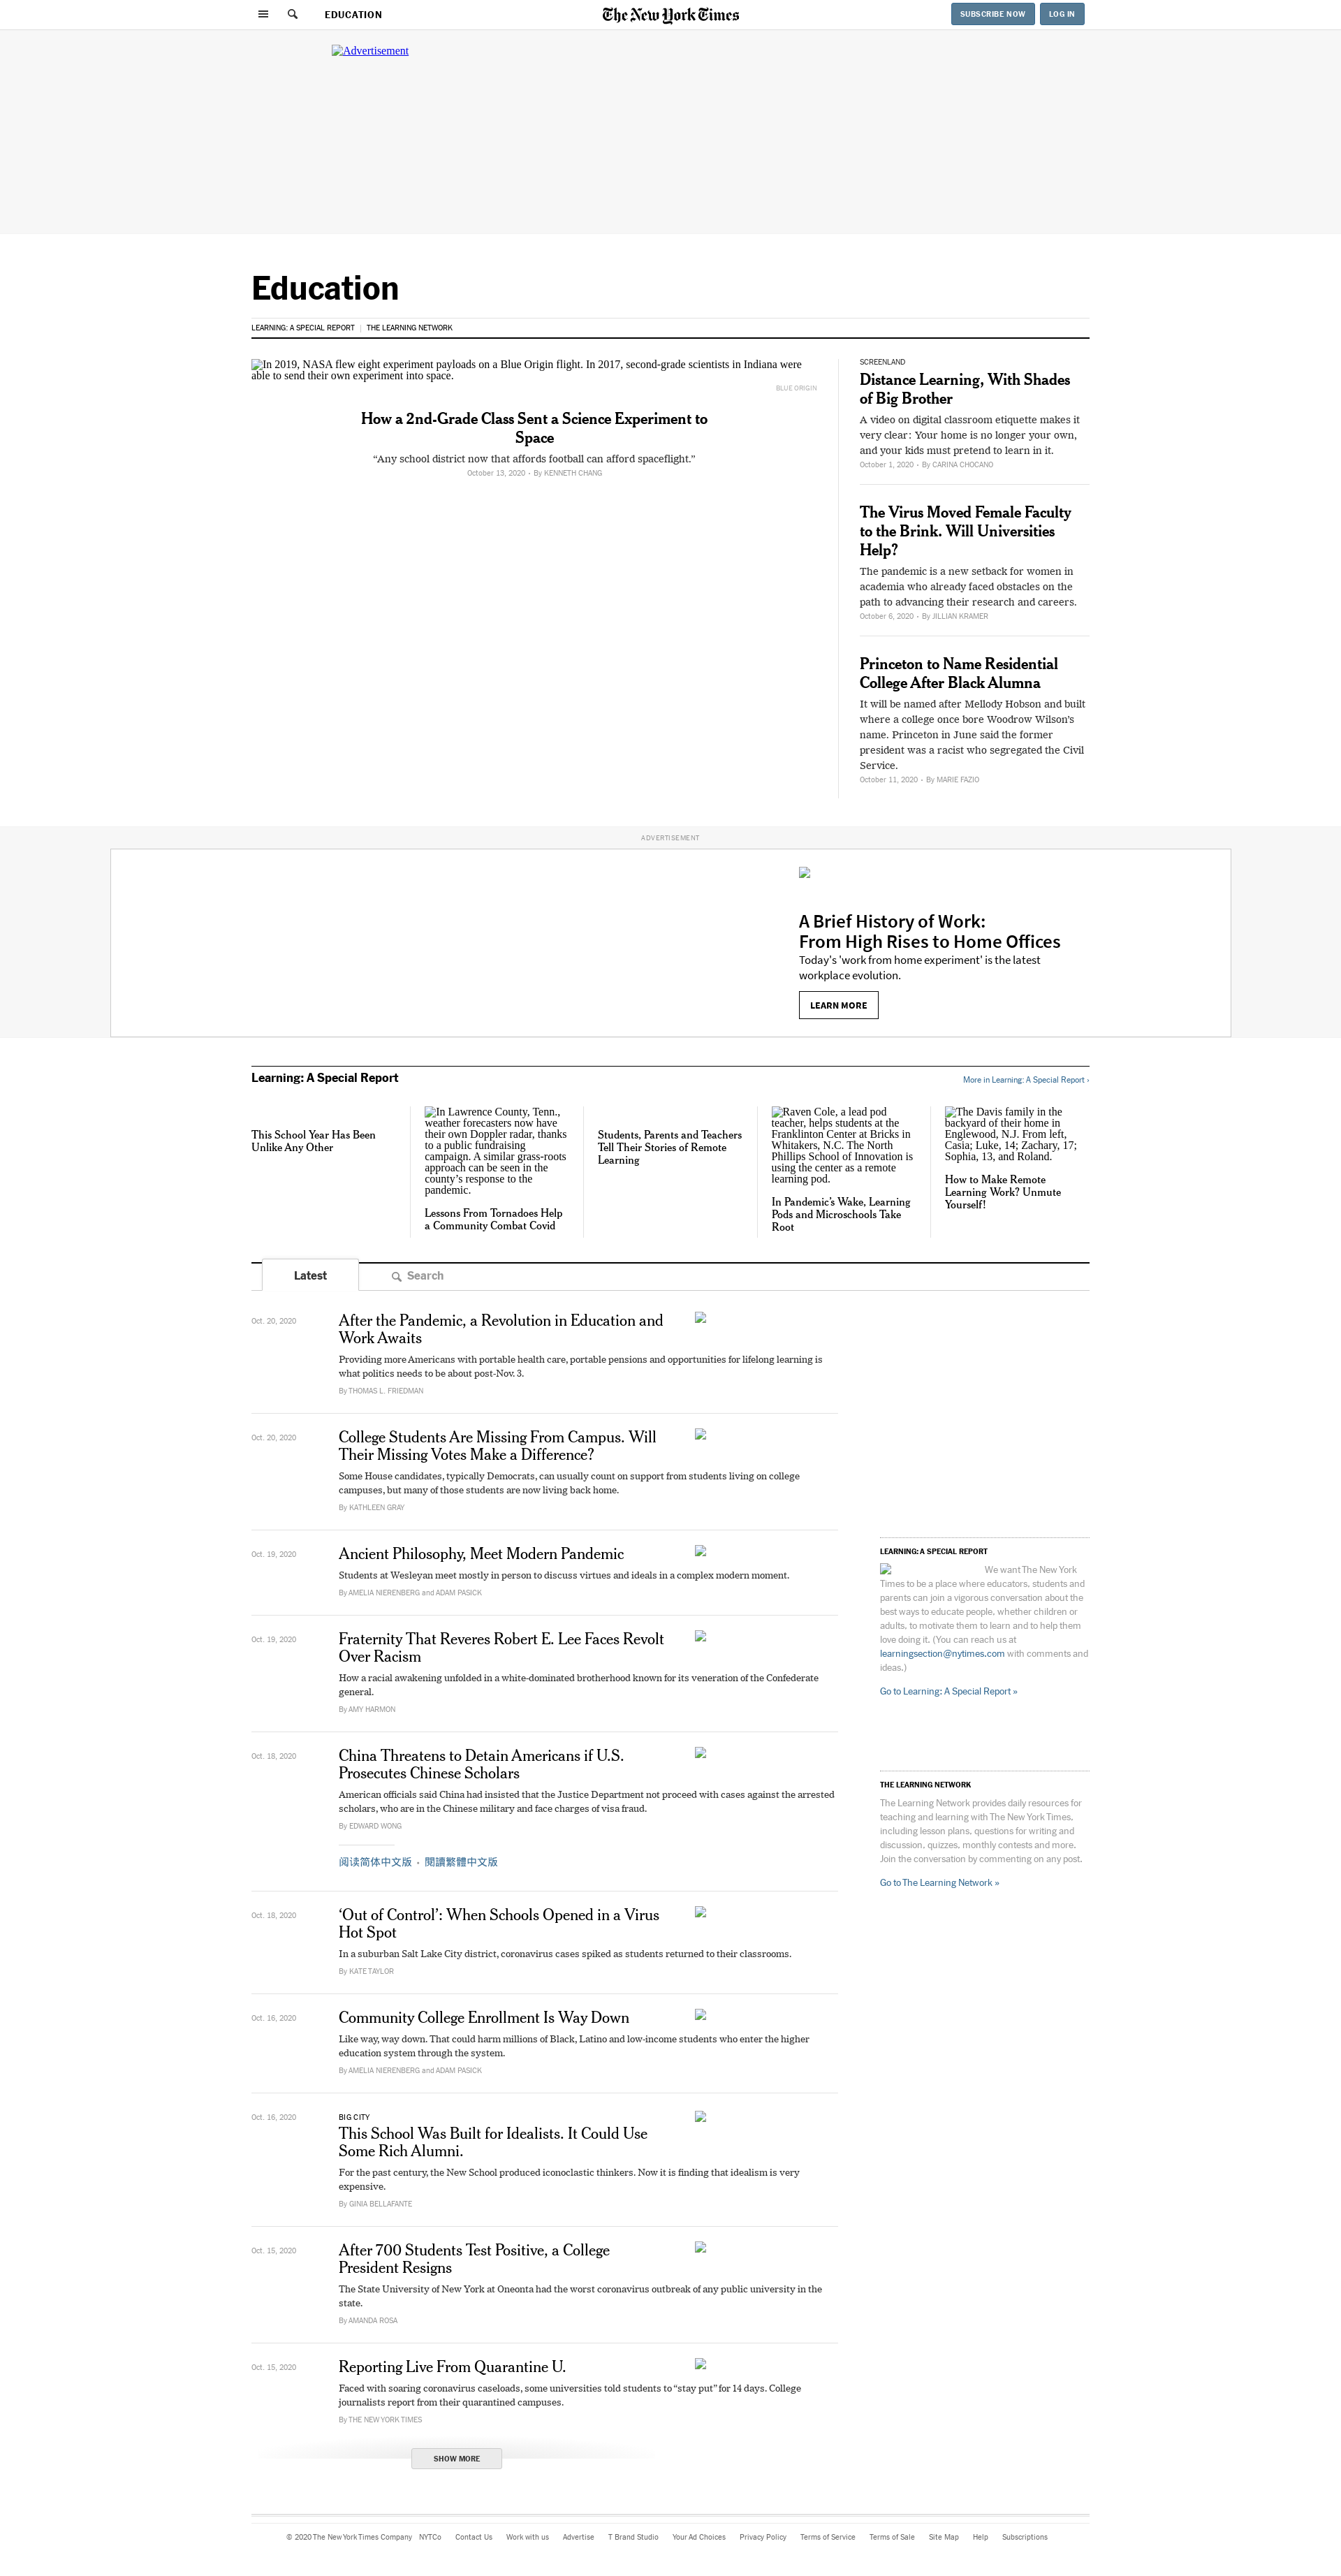 EDUCATION
The New York Times
SUBSCRIBE NOW
LOG IN
Advertisement
Education
LEARNING: A SPECIAL REPORT | THE LEARNING NETWORK
In 2019, NASA flew eight experiment payloads on a Blue Origin flight. In 2017, second-grade scientists in Indiana were
able to send their own experiment into space.
BLUE ORIGIN
How a 2nd-Grade Class Sent a Science Experiment to
Space
“Any school district now that affords football can afford spaceflight.”
October 13, 2020 • By KENNETH CHANG
SCREENLAND
Distance Learning, With Shades
of Big Brother
A video on digital classroom etiquette makes it
very clear: Your home is no longer your own,
and your kids must pretend to learn in it.
October 1, 2020 • By CARINA CHOCANO
The Virus Moved Female Faculty
to the Brink. Will Universities
Help?
The pandemic is a new setback for women in
academia who already faced obstacles on the
path to advancing their research and careers.
October 6, 2020 • By JILLIAN KRAMER
Princeton to Name Residential
College After Black Alumna
It will be named after Mellody Hobson and built
where a college once bore Woodrow Wilson’s
name. Princeton in June said the former
president was a racist who segregated the Civil
Service.
October 11, 2020 • By MARIE FAZIO
ADVERTISEMENT
A Brief History of Work:
From High Rises to Home Offices
Today's 'work from home experiment' is the latest
workplace evolution.
LEARN MORE
Learning: A Special Report
More in Learning: A Special Report ›
This School Year Has Been
Unlike Any Other
In Lawrence County, Tenn.,
weather forecasters now have
their own Doppler radar, thanks
to a public fundraising
campaign. A similar grass-roots
approach can be seen in the
county’s response to the
pandemic.
Lessons From Tornadoes Help
a Community Combat Covid
Students, Parents and Teachers
Tell Their Stories of Remote
Learning
Raven Cole, a lead pod
teacher, helps students at the
Franklinton Center at Bricks in
Whitakers, N.C. The North
Phillips School of Innovation is
using the center as a remote
learning pod.
In Pandemic’s Wake, Learning
Pods and Microschools Take
Root
The Davis family in the
backyard of their home in
Englewood, N.J. From left,
Casia; Luke, 14; Zachary, 17;
Sophia, 13, and Roland.
How to Make Remote
Learning Work? Unmute
Yourself!
Latest
Search
Oct. 20, 2020
After the Pandemic, a Revolution in Education and
Work Awaits
Providing more Americans with portable health care, portable pensions and opportunities for lifelong learning is
what politics needs to be about post-Nov. 3.
By THOMAS L. FRIEDMAN
Oct. 20, 2020
College Students Are Missing From Campus. Will
Their Missing Votes Make a Difference?
Some House candidates, typically Democrats, can usually count on support from students living on college
campuses, but many of those students are now living back home.
By KATHLEEN GRAY
Oct. 19, 2020
Ancient Philosophy, Meet Modern Pandemic
Students at Wesleyan meet mostly in person to discuss virtues and ideals in a complex modern moment.
By AMELIA NIERENBERG and ADAM PASICK
Oct. 19, 2020
Fraternity That Reveres Robert E. Lee Faces Revolt
Over Racism
How a racial awakening unfolded in a white-dominated brotherhood known for its veneration of the Confederate
general.
By AMY HARMON
Oct. 18, 2020
China Threatens to Detain Americans if U.S.
Prosecutes Chinese Scholars
American officials said China had insisted that the Justice Department not proceed with cases against the arrested
scholars, who are in the Chinese military and face charges of visa fraud.
By EDWARD WONG
阅读简体中文版 • 閱讀繁體中文版
Oct. 18, 2020
‘Out of Control’: When Schools Opened in a Virus
Hot Spot
In a suburban Salt Lake City district, coronavirus cases spiked as students returned to their classrooms.
By KATE TAYLOR
Oct. 16, 2020
Community College Enrollment Is Way Down
Like way, way down. That could harm millions of Black, Latino and low-income students who enter the higher
education system through the system.
By AMELIA NIERENBERG and ADAM PASICK
Oct. 16, 2020
BIG CITY
This School Was Built for Idealists. It Could Use
Some Rich Alumni.
For the past century, the New School produced iconoclastic thinkers. Now it is finding that idealism is very
expensive.
By GINIA BELLAFANTE
Oct. 15, 2020
After 700 Students Test Positive, a College
President Resigns
The State University of New York at Oneonta had the worst coronavirus outbreak of any public university in the
state.
By AMANDA ROSA
Oct. 15, 2020
Reporting Live From Quarantine U.
Faced with soaring coronavirus caseloads, some universities told students to “stay put” for 14 days. College
journalists report from their quarantined campuses.
By THE NEW YORK TIMES
SHOW MORE
LEARNING: A SPECIAL REPORT
We want The New York
Times to be a place where educators, students and
parents can join a vigorous conversation about the
best ways to educate people, whether children or
adults, to motivate them to learn and to help them
love doing it. (You can reach us at
learningsection@nytimes.com with comments and
ideas.)
Go to Learning: A Special Report »
THE LEARNING NETWORK
The Learning Network provides daily resources for
teaching and learning with The New York Times,
including lesson plans, questions for writing and
discussion, quizzes, monthly contests and more.
Join the conversation by commenting on any post.
Go to The Learning Network »
© 2020 The New York Times Company NYTCo Contact Us Work with us Advertise T Brand Studio Your Ad Choices Privacy Policy Terms of Service Terms of Sale Site Map Help Subscriptions